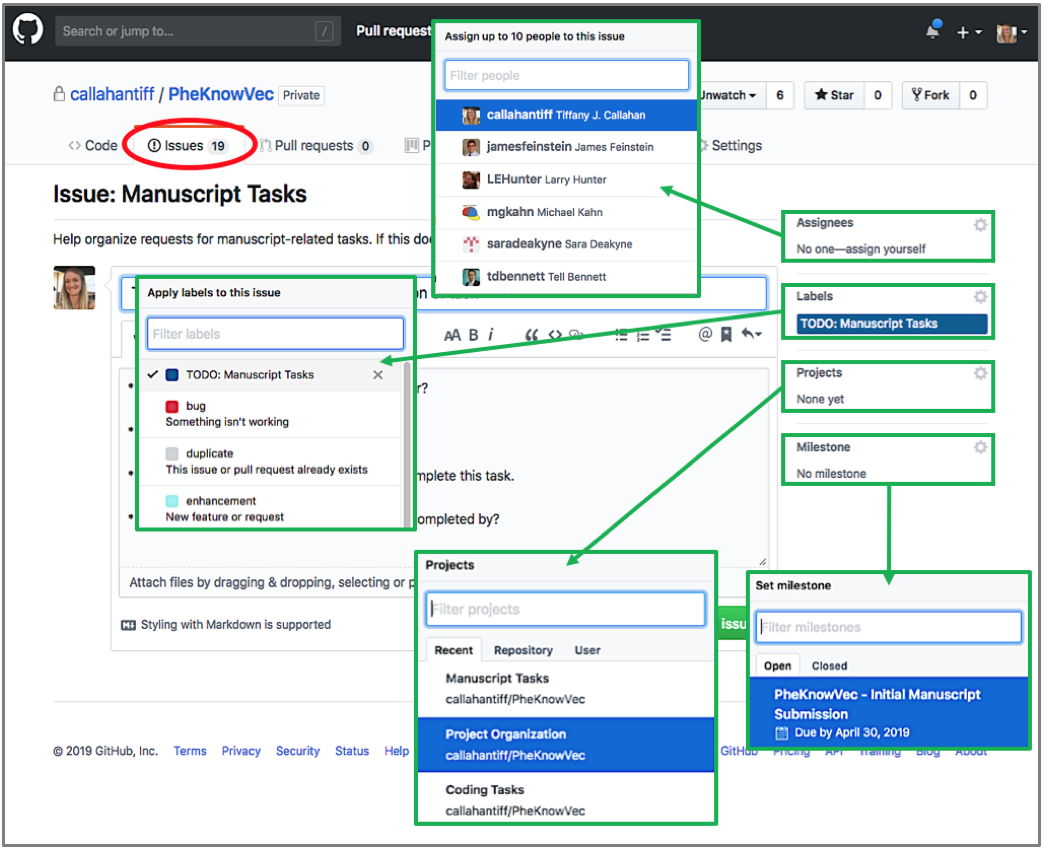 Search or jump to...
/
Pull request
callahantiff / PheKnowVec Private
Unwatch 6
Star 0
Fork 0
Code
Issues 19
Pull requests 0
P
Settings
Issue: Manuscript Tasks
Help organize requests for manuscript-related tasks. If this doe
Assign up to 10 people to this issue
Filter people
callahantiff Tiffany J. Callahan
jamesfeinstein James Feinstein
LEHunter Larry Hunter
mgkahn Michael Kahn
saradeakyne Sara Deakyne
tdbennett Tell Bennett
Assignees
No one—assign yourself
Labels
TODO: Manuscript Tasks
Projects
None yet
Milestone
No milestone
Apply labels to this issue
Filter labels
TODO: Manuscript Tasks
bug
Something isn't working
duplicate
This issue or pull request already exists
enhancement
New feature or request
AA B i
r?
mplete this task.
ompleted by?
Attach files by dragging & dropping, selecting or p
Styling with Markdown is supported
issu
Projects
Filter projects
Recent Repository User
Manuscript Tasks
callahantiff/PheKnowVec
Project Organization
callahantiff/PheKnowVec
Coding Tasks
callahantiff/PheKnowVec
Set milestone
Filter milestones
Open Closed
PheKnowVec - Initial Manuscript
Submission
Due by April 30, 2019
© 2019 GitHub, Inc. Terms Privacy Security Status Help
GitHub Pricing API Training Blog About